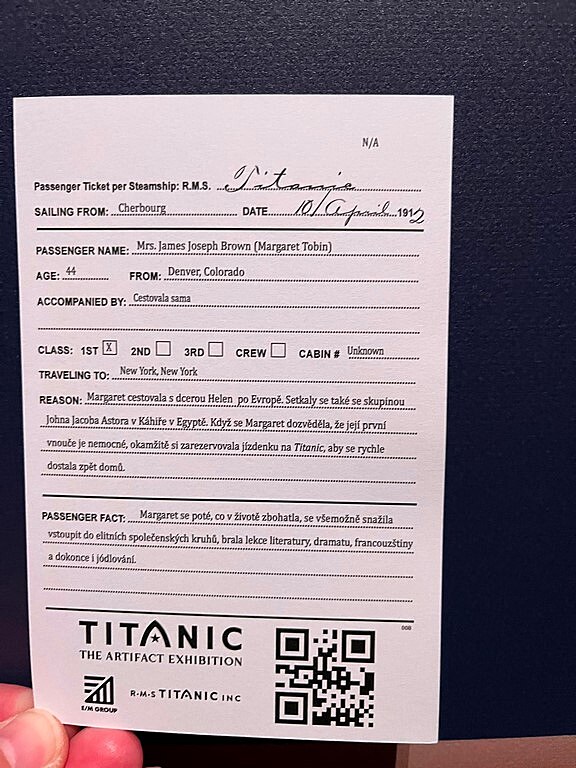 N/A
Passenger Ticket per Steamship: R.M.S. Titanic
SAILING FROM: Cherbourg DATE 10/April 1912
PASSENGER NAME: Mrs. James Joseph Brown (Margaret Tobin)
AGE: 44 FROM: Denver, Colorado
ACCOMPANIED BY: Cestovala sama
CLASS: 1ST X 2ND 3RD CREW CABIN # Unknown
TRAVELING TO: New York, New York
REASON: Margaret cestovala s dcerou Helen po Evropě. Setkaly se také se skupinou
Johna Jacoba Astora v Káhiře v Egyptě. Když se Margaret dozvěděla, že její první
vnouče je nemocné, okamžitě si zarezervovala jízdenku na Titanic, aby se rychle
dostala zpět domů.
PASSENGER FACT: Margaret se poté, co v životě zbohatla, se všemožně snažila
vstoupit do elitních společenských kruhů, brala lekce literatury, dramatu, francouzštiny
a dokonce i jódlování.
008
TITANIC
THE ARTIFACT EXHIBITION
E/M GROUP
R·M·S TITANIC INC